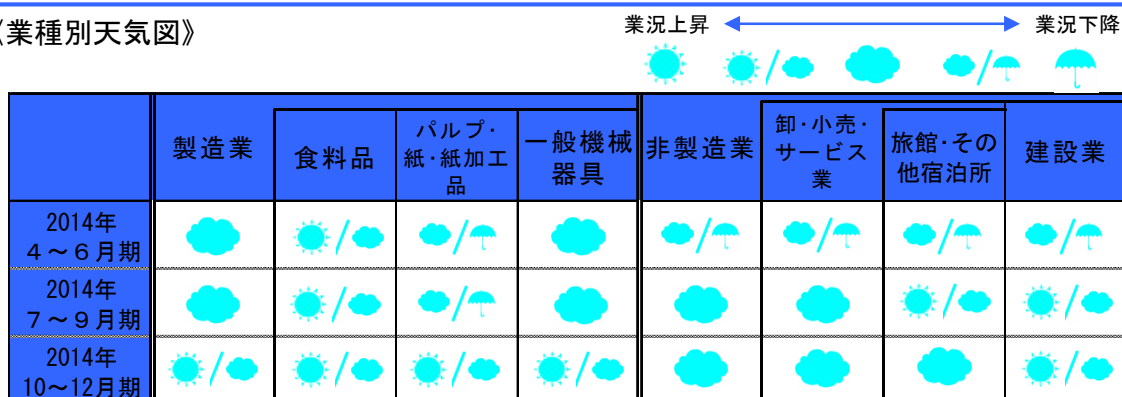 《業種別天気図》
業況上昇
業況下降
製造業
食料品
パルプ・
紙・紙加工
品
一般機械
器具
非製造業
卸・小売・
サービス
業
旅館・その
他宿泊所
建設業
2014年
4～6月期
2014年
7～9月期
2014年
10～12月期